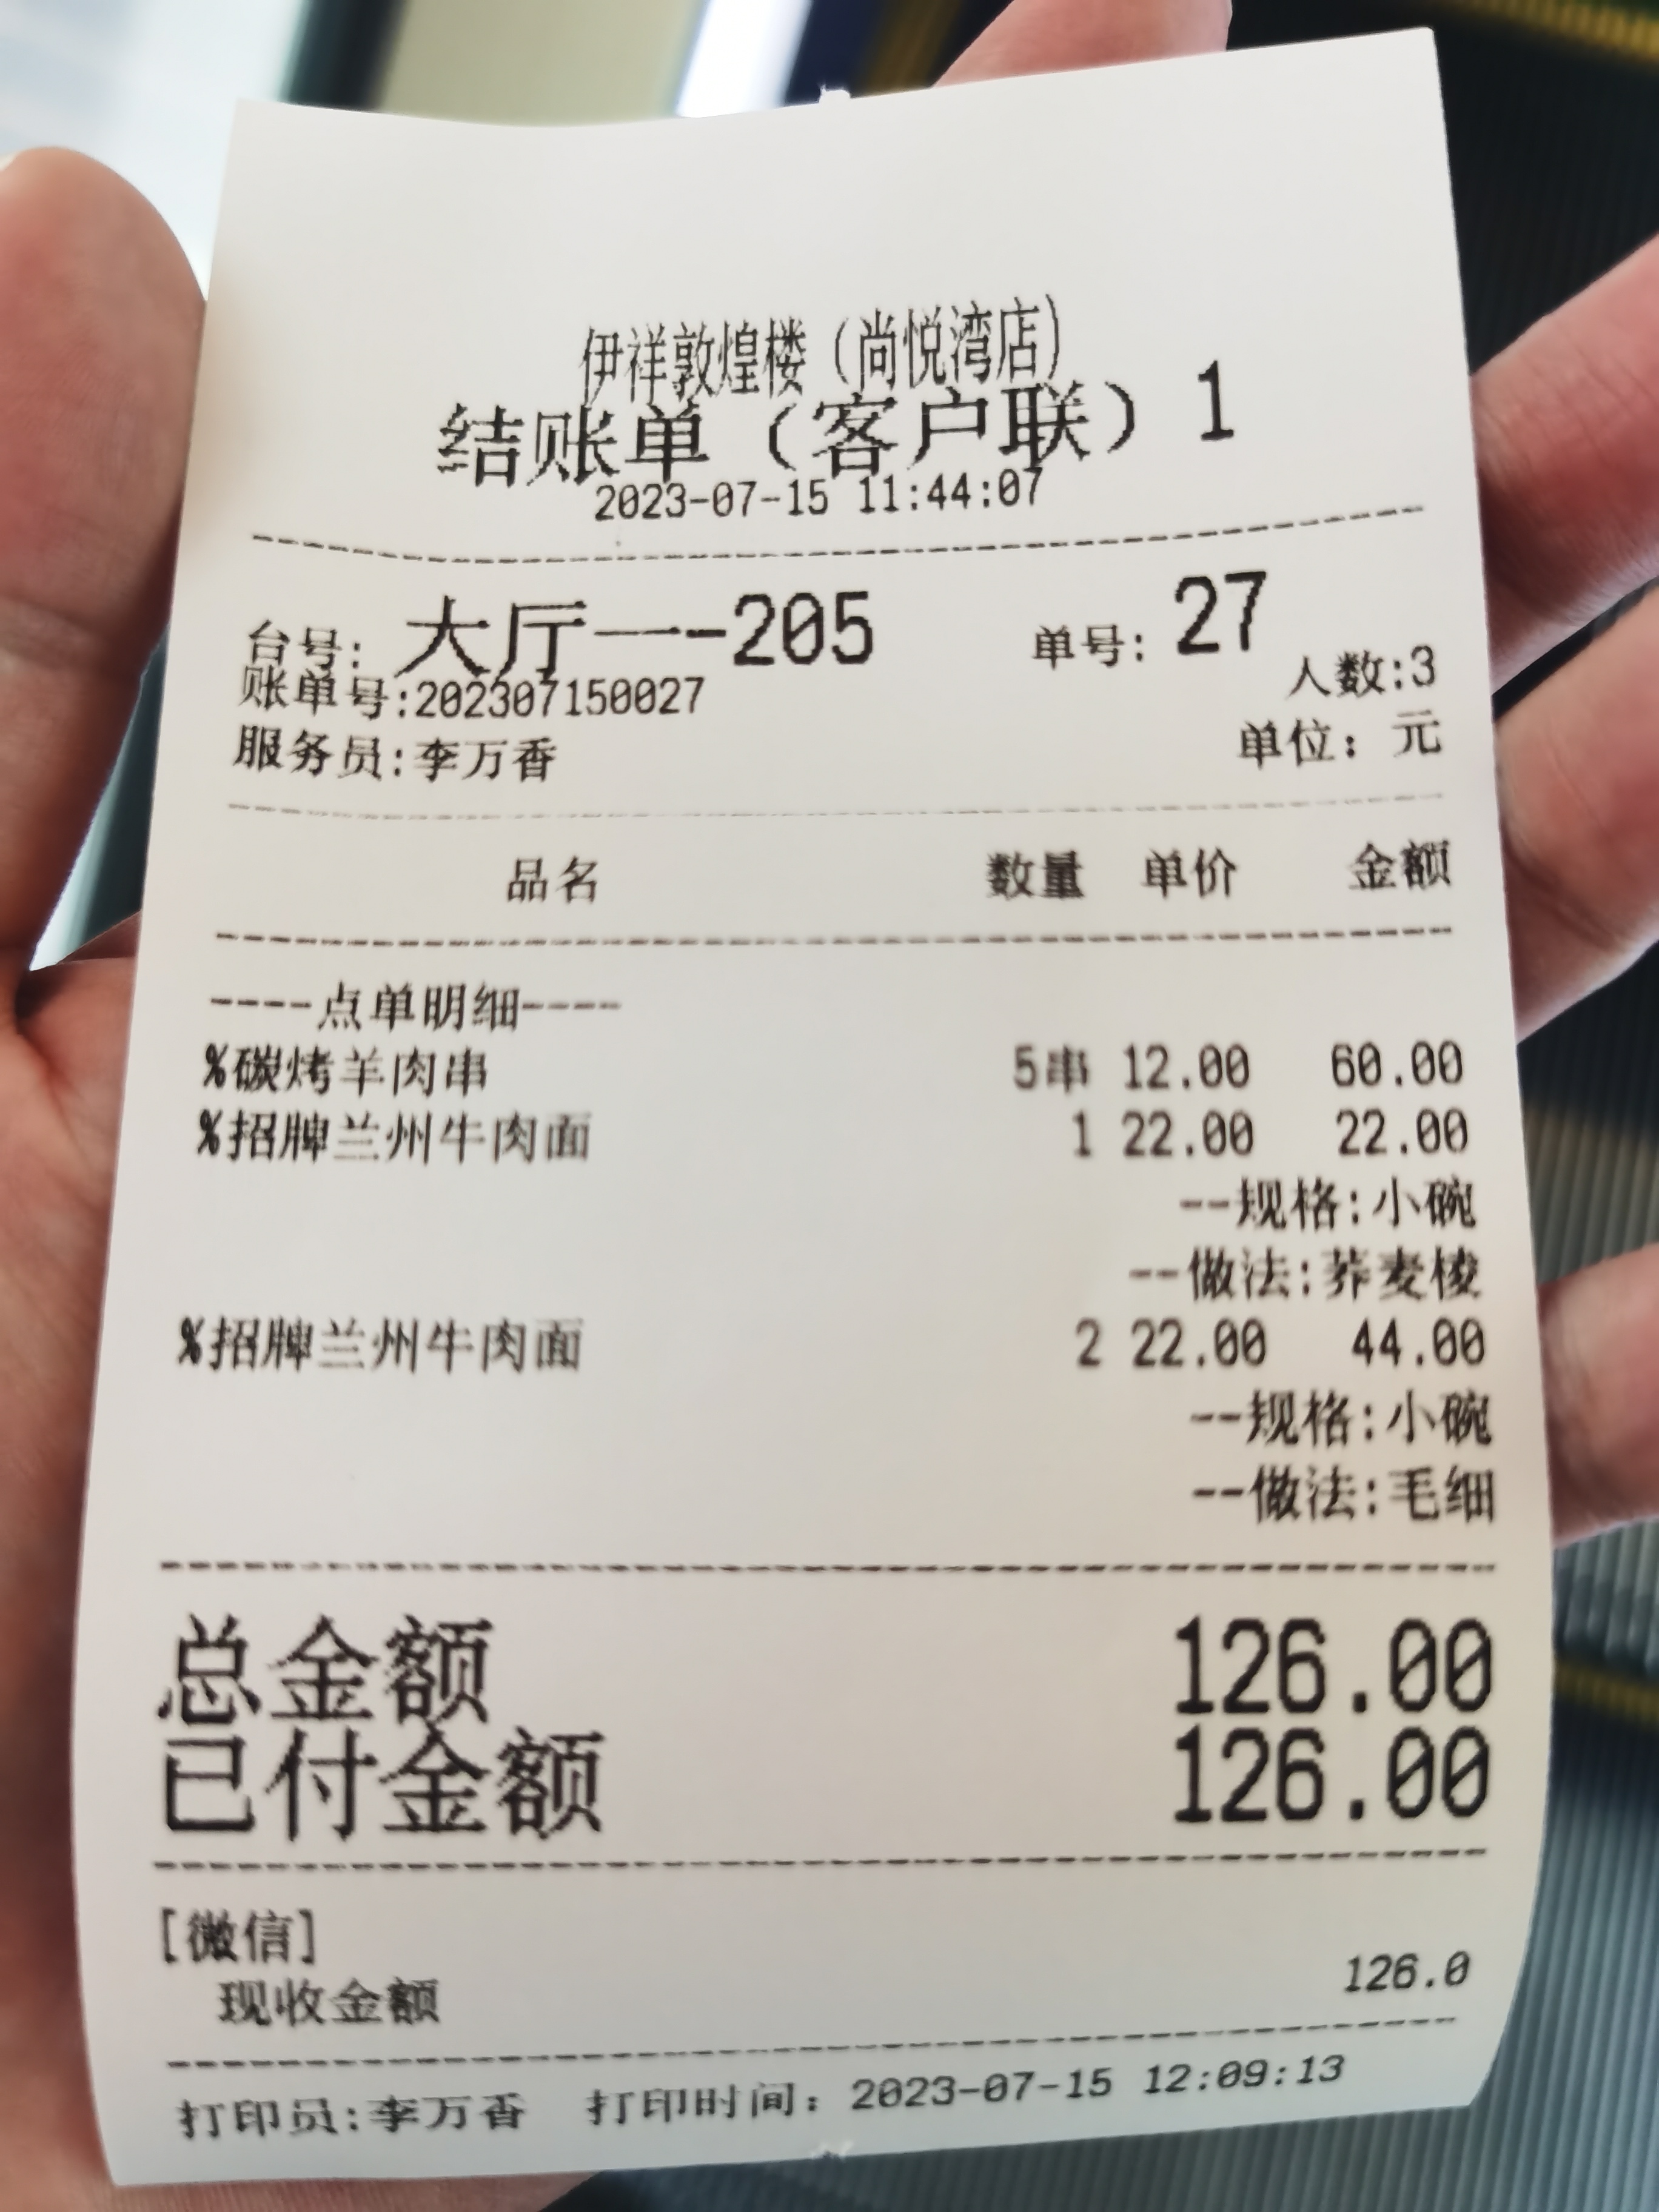 伊祥敦煌楼（尚悦湾店）
结账单（客户联）1
2023-07-15 11:44:07
台号: 大厅一-205 单号: 27
人数:3
账单号:202307150027
服务员:李万香 单位：元
品名 数量 单价 金额
----点单明细----
%碳烤羊肉串 5串 12.00 60.00
%招牌兰州牛肉面 1 22.00 22.00
--规格:小碗
--做法:荞麦棱
%招牌兰州牛肉面 2 22.00 44.00
--规格:小碗
--做法:毛细
总金额 126.00
已付金额 126.00
[微信]
现收金额 126.0
打印员:李万香 打印时间：2023-07-15 12:09:13